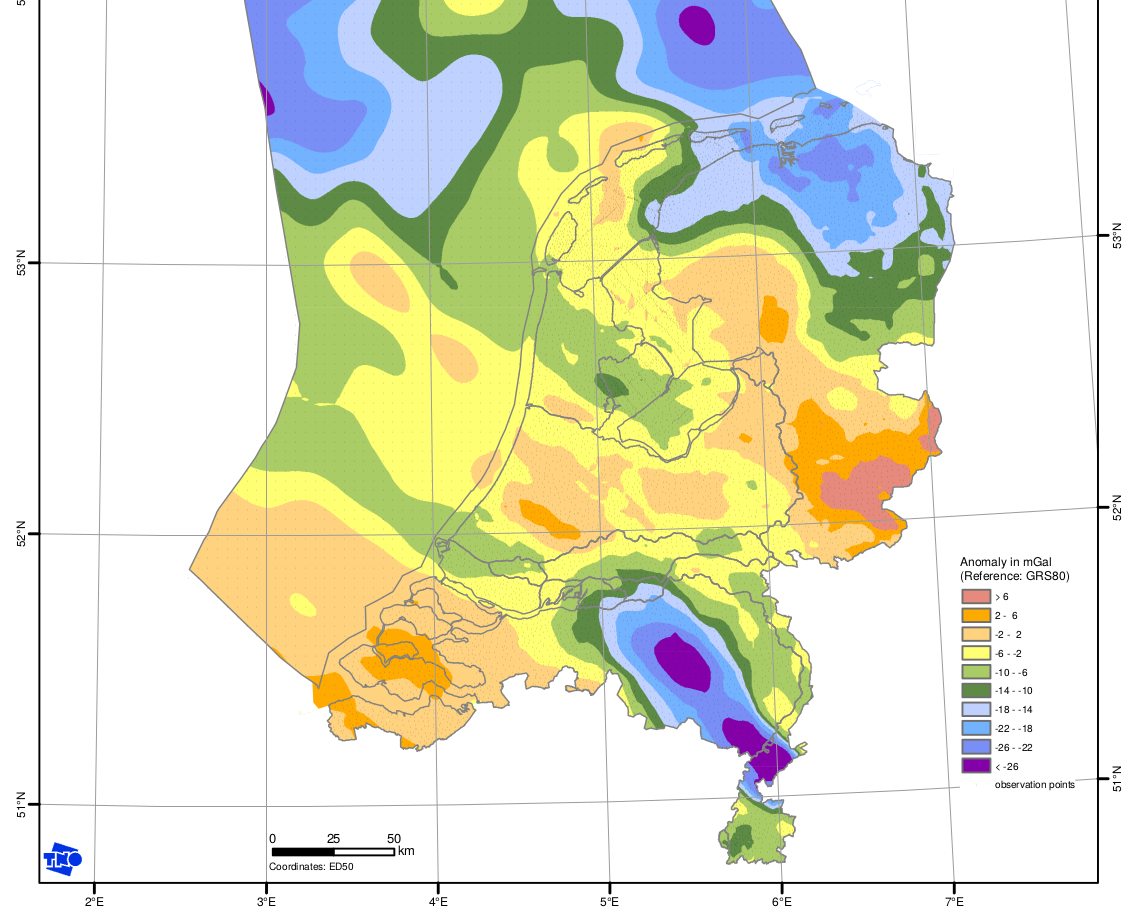 53°N
53°N
52°N
52°N
51°N
51°N
Anomaly in mGal
(Reference: GRS80)
> 6
2 - 6
-2 - 2
-6 - -2
-10 - -6
-14 - -10
-18 - -14
-22 - -18
-26 - -22
< -26
observation points
TNO
0 25 50
km
Coordinates: ED50
2°E 3°E 4°E 5°E 6°E 7°E